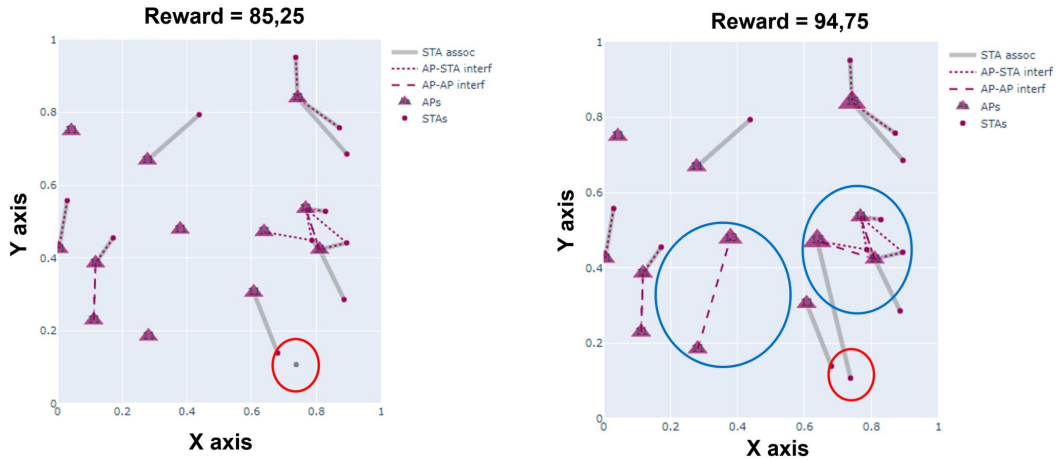 Reward = 85,25
1
0.8
0.6
0.4
0.2
0
0
0.2
0.4
0.6
0.8
1
Y axis
X axis
STA assoc
AP-STA interf
AP-AP interf
APs
STAs
Reward = 94,75
1
0.8
0.6
0.4
0.2
0
0
0.2
0.4
0.6
0.8
1
Y axis
X axis
STA assoc
AP-STA interf
AP-AP interf
APs
STAs